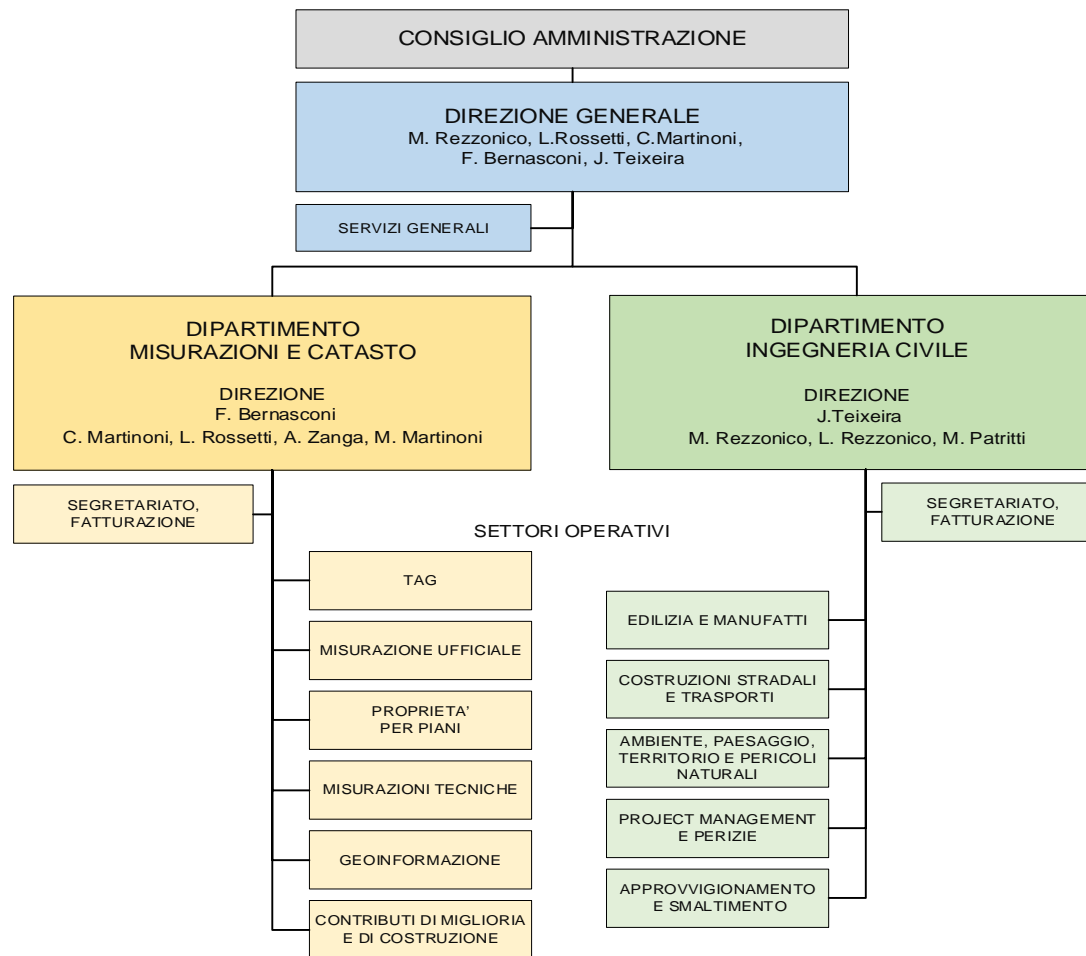 CONSIGLIO AMMINISTRAZIONE
DIREZIONE GENERALE
M. Rezzonico, L.Rossetti, C.Martinoni,
F. Bernasconi, J. Teixeira
SERVIZI GENERALI
DIPARTIMENTO
MISURAZIONI E CATASTO
DIREZIONE
F. Bernasconi
C. Martinoni, L. Rossetti, A. Zanga, M. Martinoni
DIPARTIMENTO
INGEGNERIA CIVILE
DIREZIONE
J.Teixeira
M. Rezzonico, L. Rezzonico, M. Patritti
SEGRETARIATO,
FATTURAZIONE
SEGRETARIATO,
FATTURAZIONE
SETTORI OPERATIVI
TAG
MISURAZIONE UFFICIALE
PROPRIETA'
PER PIANI
MISURAZIONI TECNICHE
GEOINFORMAZIONE
CONTRIBUTI DI MIGLIORIA
E DI COSTRUZIONE
EDILIZIA E MANUFATTI
COSTRUZIONI STRADALI
E TRASPORTI
AMBIENTE, PAESAGGIO,
TERRITORIO E PERICOLI
NATURALI
PROJECT MANAGEMENT
E PERIZIE
APPROVVIGIONAMENTO
E SMALTIMENTO